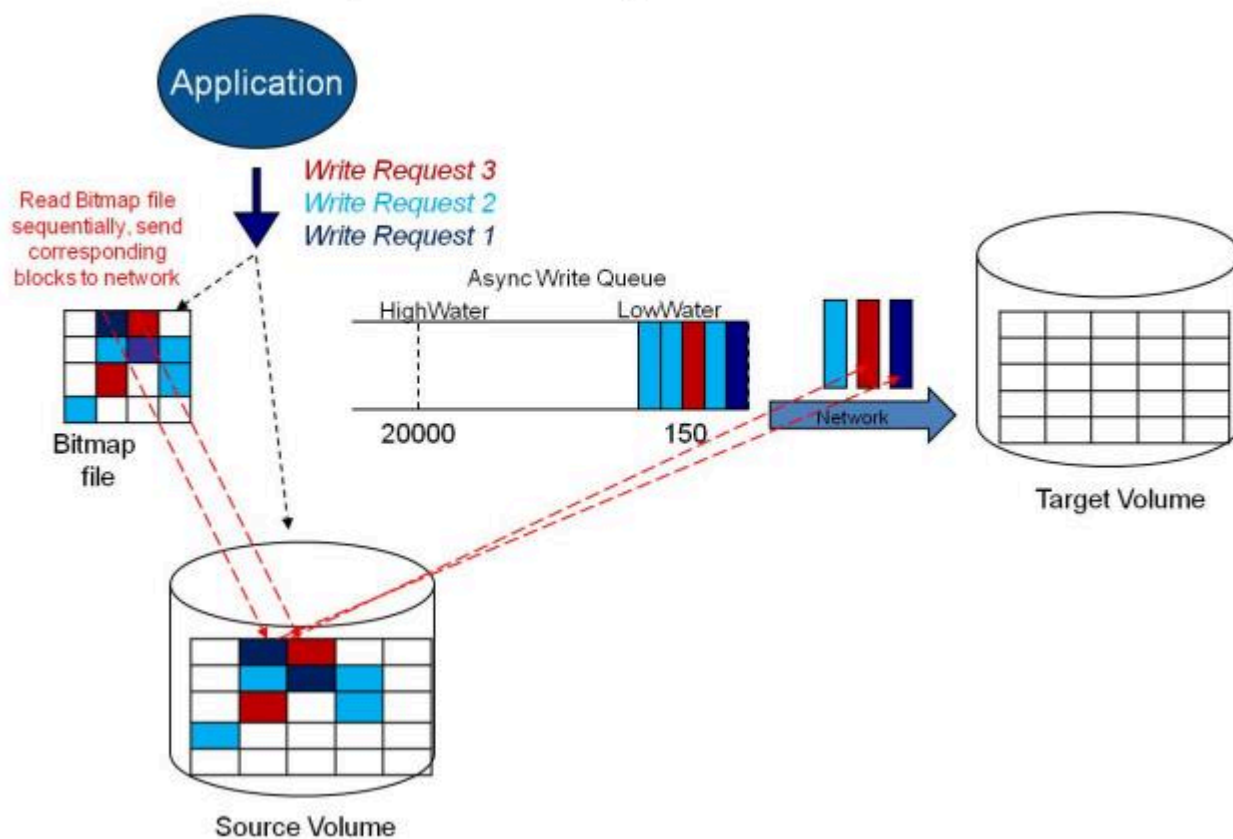 Application
Write Request 3
Write Request 2
Write Request 1
Read Bitmap file
sequentially, send
corresponding
blocks to network
Async Write Queue
HighWater
LowWater
20000
150
Network
Bitmap
file
Target Volume
Source Volume